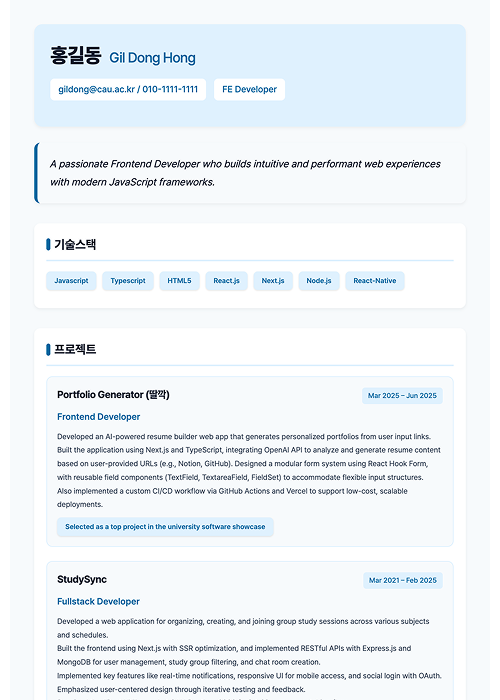 홍길동 Gil Dong Hong
gildong@cau.ac.kr / 010-1111-1111 FE Developer
A passionate Frontend Developer who builds intuitive and performant web experiences
with modern JavaScript frameworks.
기술스택
Javascript Typescript HTML5 React.js Next.js Node.js React-Native
프로젝트
Portfolio Generator (딸깍) Mar 2025 – Jun 2025
Frontend Developer
Developed an AI-powered resume builder web app that generates personalized portfolios from user input links.
Built the application using Next.js and TypeScript, integrating OpenAI API to analyze and generate resume content
based on user-provided URLs (e.g., Notion, GitHub). Designed a modular form system using React Hook Form,
with reusable field components (TextField, TextareaField, FieldSet) to accommodate flexible input structures.
Also implemented a custom CI/CD workflow via GitHub Actions and Vercel to support low-cost, scalable
deployments.
Selected as a top project in the university software showcase
StudySync Mar 2021 – Feb 2025
Fullstack Developer
Developed a web application for organizing, creating, and joining group study sessions across various subjects
and schedules.
Built the frontend using Next.js with SSR optimization, and implemented RESTful APIs with Express.js and
MongoDB for user management, study group filtering, and chat room creation.
Implemented key features like real-time notifications, responsive UI for mobile access, and social login with OAuth.
Emphasized user-centered design through iterative testing and feedback.